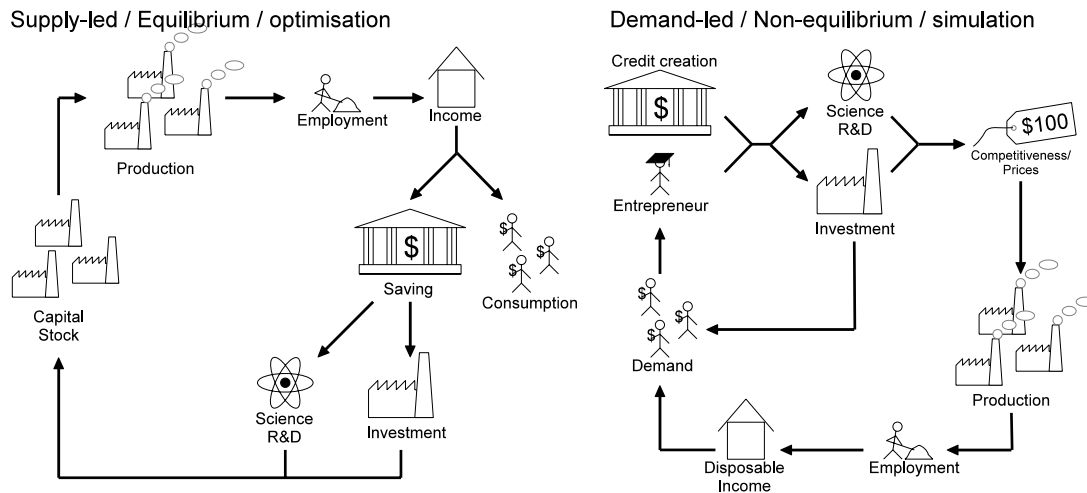 Supply-led / Equilibrium / optimisation
Production
Employment
Income
$
Saving
$
$
$
Consumption
Capital
Stock
Science
R&D
Investment
Demand-led / Non-equilibrium / simulation
Credit creation
$
Entrepreneur
Science
R&D
Investment
$100
Competitiveness/
Prices
$
$
$
Demand
Production
Disposable
Income
Employment